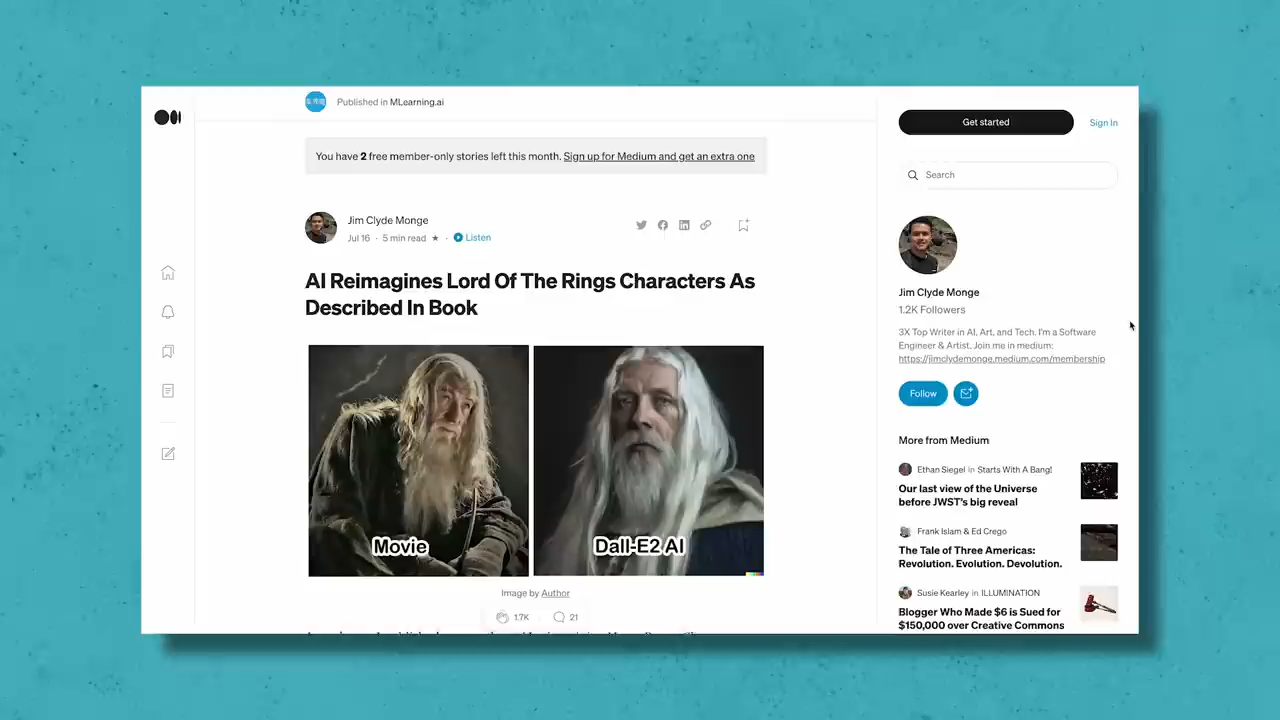 Published in MLearning.ai
You have 2 free member-only stories left this month. Sign up for Medium and get an extra one
Jim Clyde Monge
Jul 16 · 5 min read ★ · Listen
AI Reimagines Lord Of The Rings Characters As
Described In Book
Movie
Dall-E2 AI
Image by Author
1.7K
21
Get started
Sign In
Search
Jim Clyde Monge
1.2K Followers
3X Top Writer in AI, Art, and Tech. I'm a Software
Engineer & Artist. Join me in medium:
https://jimclydemonge.medium.com/membership
Follow
More from Medium
Ethan Siegel in Starts With A Bang!
Our last view of the Universe
before JWST's big reveal
Frank Islam & Ed Crego
The Tale of Three Americas:
Revolution. Evolution. Devolution.
Susie Kearley in ILLUMINATION
Blogger Who Made $6 is Sued for
$150,000 over Creative Commons